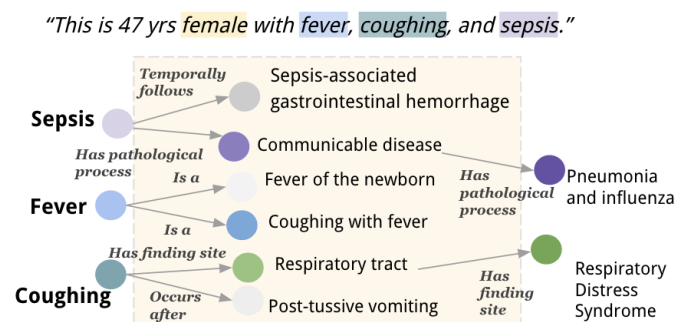 “This is 47 yrs female with fever, coughing, and sepsis.”
Temporally
follows
Sepsis-associated
gastrointestinal hemorrhage
Sepsis
Communicable disease
Has pathological
process
Is a
Fever of the newborn
Has
pathological
process
Pneumonia
and influenza
Fever
Is a
Coughing with fever
Has finding site
Respiratory tract
Has
finding
site
Respiratory
Distress
Syndrome
Coughing
Occurs
after
Post-tussive vomiting